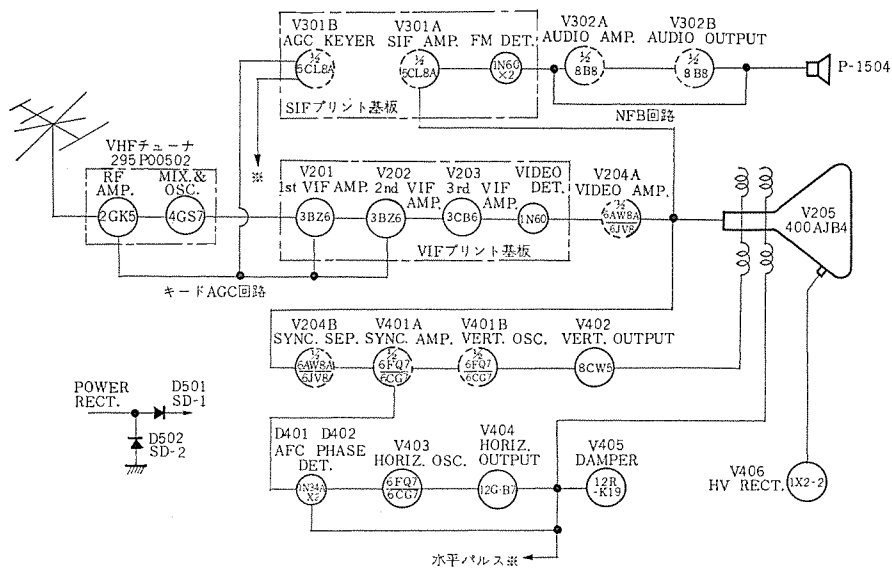 V301B
AGC KEYER
½
6CL8A
V301A
SIF AMP.
½
6CL8A
FM DET.
1N60
×2
V302A
AUDIO AMP.
½
8B8
V302B
AUDIO OUTPUT
½
8B8
P-1504
NFB回路
SIFプリント基板
※
VHFチューナ
295P00502
RF
AMP.
2GK5
MIX.&
OSC.
4GS7
V201
1st VIF AMP.
3BZ6
V202
2nd VIF
AMP.
3BZ6
V203
3rd VIF
AMP.
3CB6
VIDEO
DET.
1N60
VIFプリント基板
V204A
VIDEO AMP.
½
6AW8A
6JV8
V205
400AJB4
キードAGC回路
V204B
SYNC. SEP.
½
6AW8A
6JV8
V401A
SYNC. AMP.
½
6FQ7
6CG7
V401B
VERT. OSC.
½
6FQ7
6CG7
V402
VERT. OUTPUT
8CW5
POWER
RECT.
D501
SD-1
D502
SD-2
D401 D402
AFC PHASE
DET.
1N34A
X2
V403
HORIZ. OSC.
6FQ7
6CG7
V404
HORIZ.
OUTPUT
12G-B7
V405
DAMPER
12R
-K19
V406
HV RECT.
1X2-2
水平パルス※